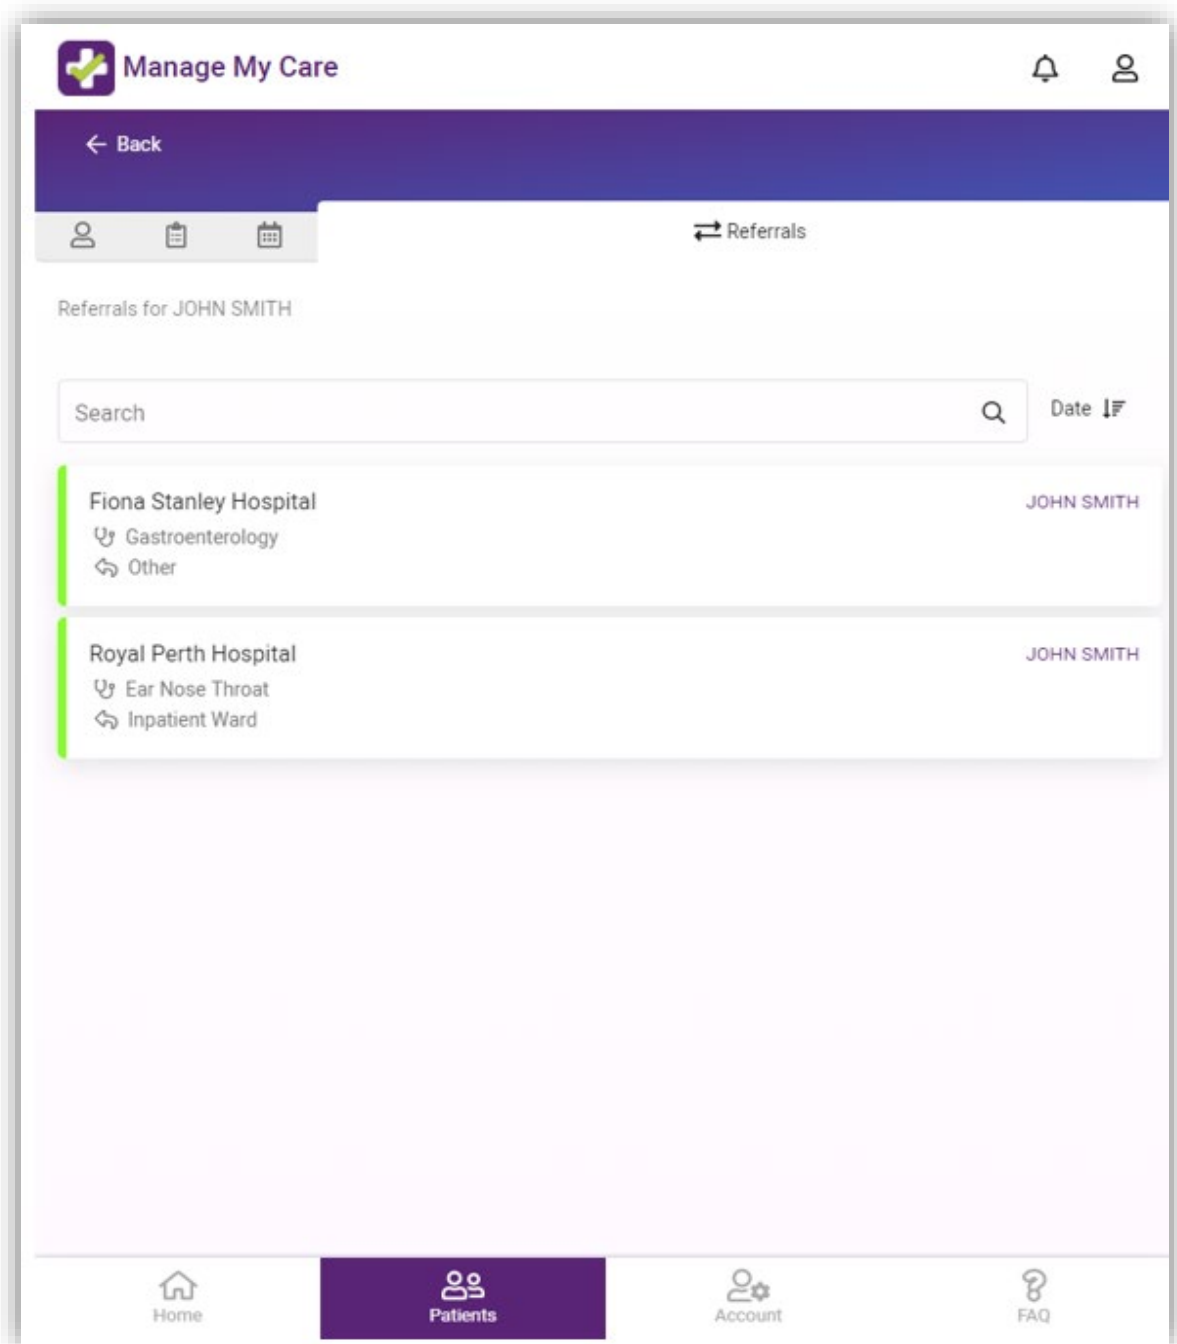 Manage My Care
Back
Referrals
Referrals for JOHN SMITH
Search
Date
Fiona Stanley Hospital
JOHN SMITH
Gastroenterology
Other
Royal Perth Hospital
JOHN SMITH
Ear Nose Throat
Inpatient Ward
Home
Patients
Account
FAQ